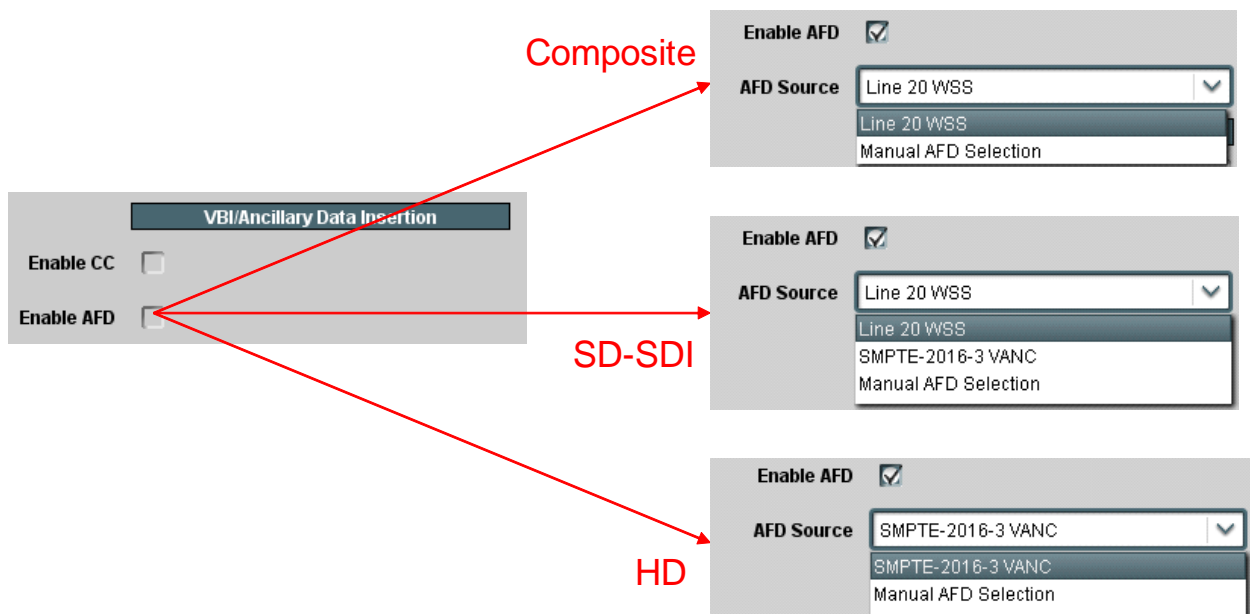 Composite
Enable AFD
AFD Source Line 20 WSS
Line 20 WSS
Manual AFD Selection
VBI/Ancillary Data Insertion
Enable CC
Enable AFD
SD-SDI
Enable AFD
AFD Source Line 20 WSS
Line 20 WSS
SMPTE-2016-3 VANC
Manual AFD Selection
HD
Enable AFD
AFD Source SMPTE-2016-3 VANC
SMPTE-2016-3 VANC
Manual AFD Selection